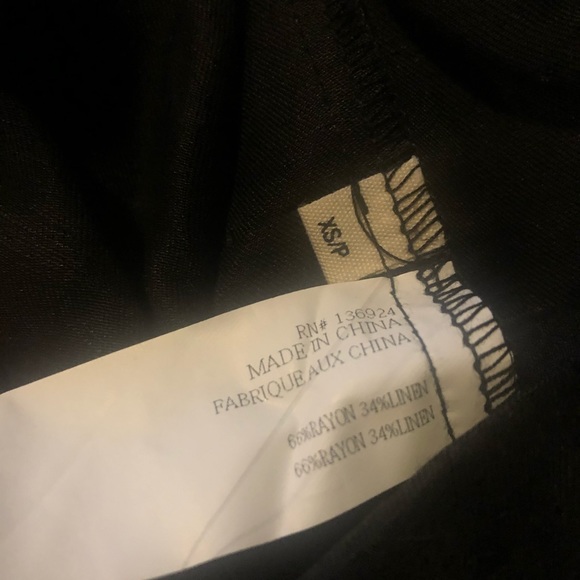 XS/P
RN# 136924
MADE IN CHINA
FABRIQUE AUX CHINA
66%RAYON 34%LINEN
66%RAYON 34%LINEN